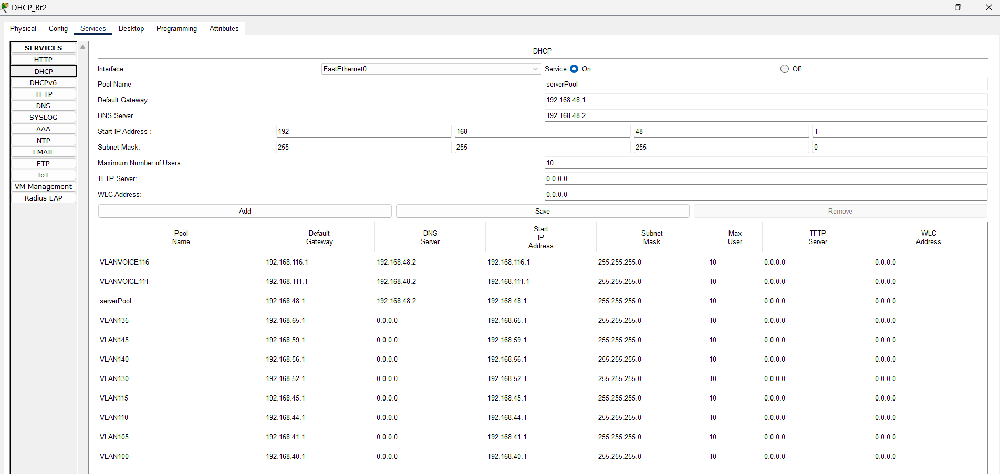 DHCP_Br2
Physical Config Services Desktop Programming Attributes
SERVICES
HTTP
DHCP
DHCPv6
TFTP
DNS
SYSLOG
AAA
NTP
EMAIL
FTP
IoT
VM Management
Radius EAP
DHCP
Interface FastEthernet0 Service On Off
Pool Name serverPool
Default Gateway 192.168.48.1
DNS Server 192.168.48.2
Start IP Address : 192 168 48 1
Subnet Mask: 255 255 255 0
Maximum Number of Users : 10
TFTP Server: 0.0.0.0
WLC Address: 0.0.0.0
Add Save Remove
Pool Name Default Gateway DNS Server Start IP Address Subnet Mask Max User TFTP Server WLC Address
VLANVOICE116 192.168.116.1 192.168.48.2 192.168.116.1 255.255.255.0 10 0.0.0.0 0.0.0.0
VLANVOICE111 192.168.111.1 192.168.48.2 192.168.111.1 255.255.255.0 10 0.0.0.0 0.0.0.0
serverPool 192.168.48.1 192.168.48.2 192.168.48.1 255.255.255.0 10 0.0.0.0 0.0.0.0
VLAN135 192.168.65.1 0.0.0.0 192.168.65.1 255.255.255.0 10 0.0.0.0 0.0.0.0
VLAN145 192.168.59.1 0.0.0.0 192.168.59.1 255.255.255.0 10 0.0.0.0 0.0.0.0
VLAN140 192.168.56.1 0.0.0.0 192.168.56.1 255.255.255.0 10 0.0.0.0 0.0.0.0
VLAN130 192.168.52.1 0.0.0.0 192.168.52.1 255.255.255.0 10 0.0.0.0 0.0.0.0
VLAN115 192.168.45.1 0.0.0.0 192.168.45.1 255.255.255.0 10 0.0.0.0 0.0.0.0
VLAN110 192.168.44.1 0.0.0.0 192.168.44.1 255.255.255.0 10 0.0.0.0 0.0.0.0
VLAN105 192.168.41.1 0.0.0.0 192.168.41.1 255.255.255.0 10 0.0.0.0 0.0.0.0
VLAN100 192.168.40.1 0.0.0.0 192.168.40.1 255.255.255.0 10 0.0.0.0 0.0.0.0